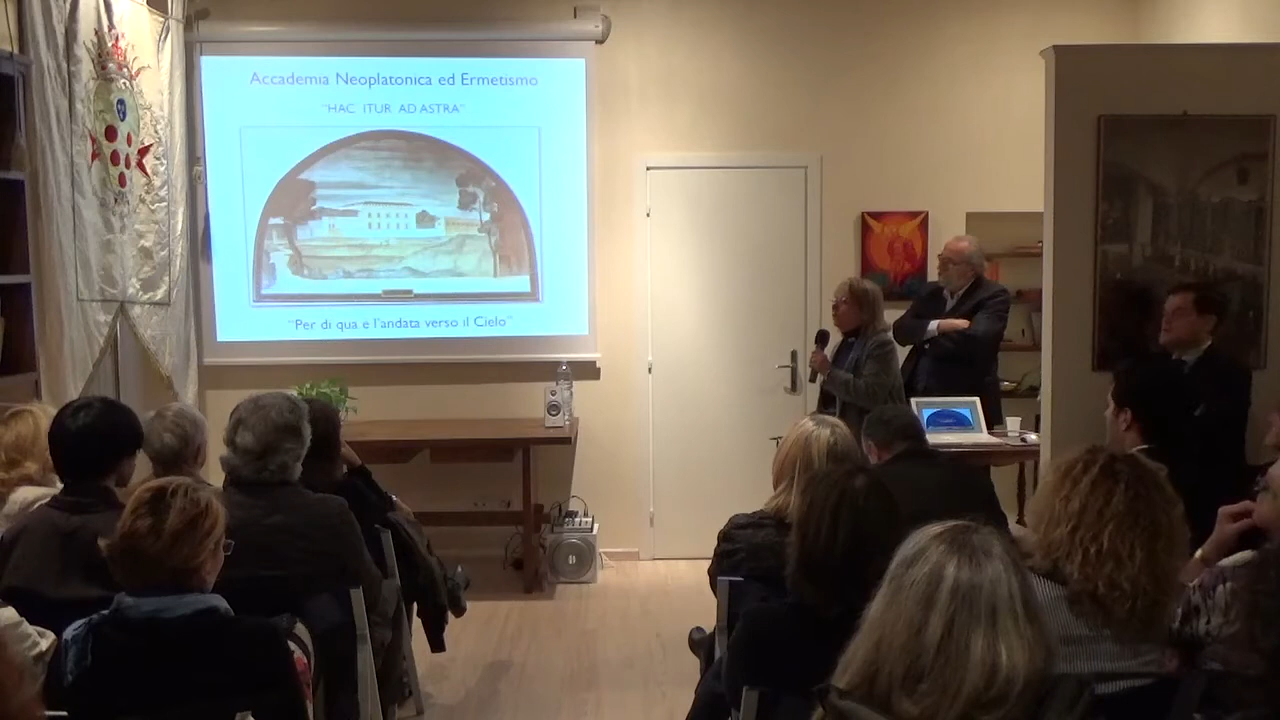 Accademia Neoplatonica ed Ermetismo
"HAC ITUR AD ASTRA"
"Per di qua è l'andata verso il Cielo"